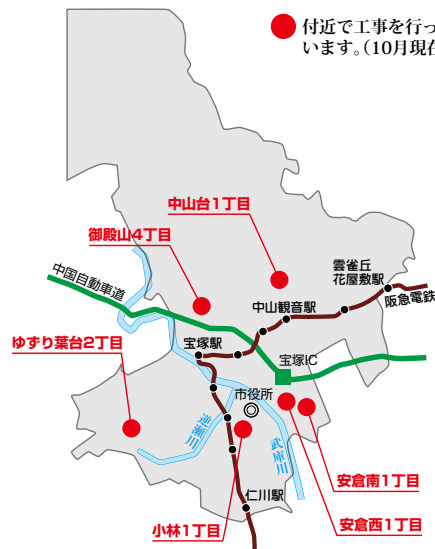 付近で工事を行っ
います。(10月現在
中山台1丁目
御殿山4丁目
雲雀丘
花屋敷駅
中国自動車道
阪急電鉄
中山観音駅
ゆずり葉台2丁目
宝塚駅
宝塚IC
市役所
逆瀬川
武庫川
安倉南1丁目
仁川駅
小林1丁目
安倉西1丁目